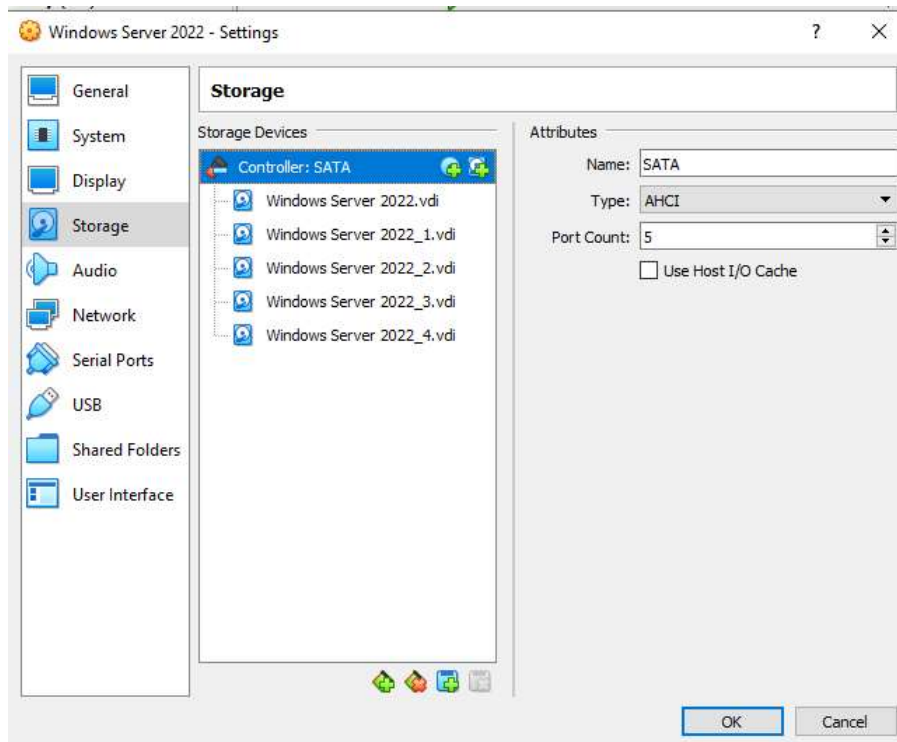 Windows Server 2022 - Settings
?
General
System
Display
Storage
Audio
Network
Serial Ports
USB
Shared Folders
User Interface
Storage
Storage Devices
Controller: SATA
Windows Server 2022.vdi
Windows Server 2022_1.vdi
Windows Server 2022_2.vdi
Windows Server 2022_3.vdi
Windows Server 2022_4.vdi
Attributes
Name: SATA
Type: AHCI
Port Count: 5
Use Host I/O Cache
OK Cancel